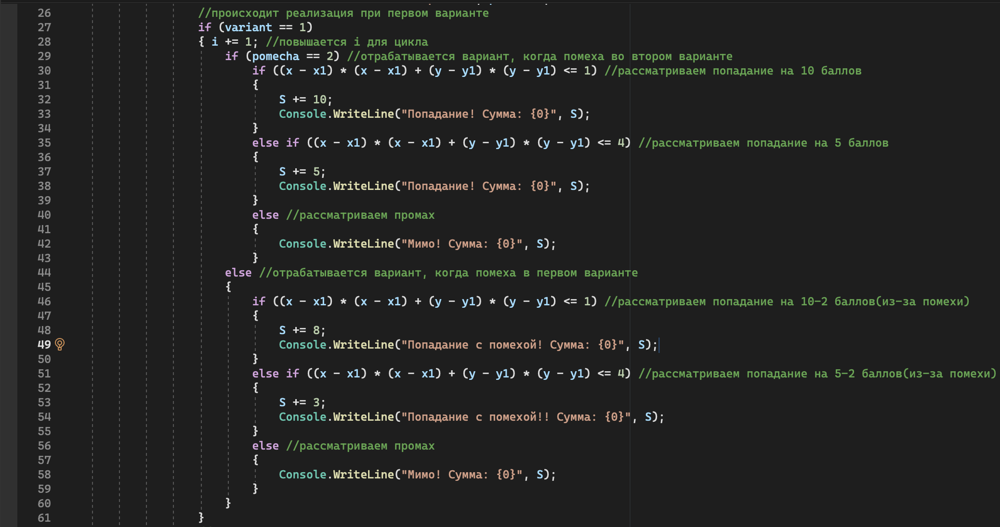 26 //происходит реализация при первом варианте
27 if (variant == 1)
28 { i += 1; //повышается i для цикла
29 if (pomecha == 2) //отрабатывается вариант, когда помеха во втором варианте
30 if ((x - x1) * (x - x1) + (y - y1) * (y - y1) <= 1) //рассматриваем попадание на 10 баллов
31 {
32 S += 10;
33 Console.WriteLine("Попадание! Сумма: {0}", S);
34 }
35 else if ((x - x1) * (x - x1) + (y - y1) * (y - y1) <= 4) //рассматриваем попадание на 5 баллов
36 {
37 S += 5;
38 Console.WriteLine("Попадание! Сумма: {0}", S);
39 }
40 else //рассматриваем промах
41 {
42 Console.WriteLine("Мимо! Сумма: {0}", S);
43 }
44 else //отрабатывается вариант, когда помеха в первом варианте
45 {
46 if ((x - x1) * (x - x1) + (y - y1) * (y - y1) <= 1) //рассматриваем попадание на 10-2 баллов(из-за помехи)
47 {
48 S += 8;
49 Console.WriteLine("Попадание с помехой! Сумма: {0}", S);
50 }
51 else if ((x - x1) * (x - x1) + (y - y1) * (y - y1) <= 4) //рассматриваем попадание на 5-2 баллов(из-за помехи)
52 {
53 S += 3;
54 Console.WriteLine("Попадание с помехой!! Сумма: {0}", S);
55 }
56 else //рассматриваем промах
57 {
58 Console.WriteLine("Мимо! Сумма: {0}", S);
59 }
60 }
61 }